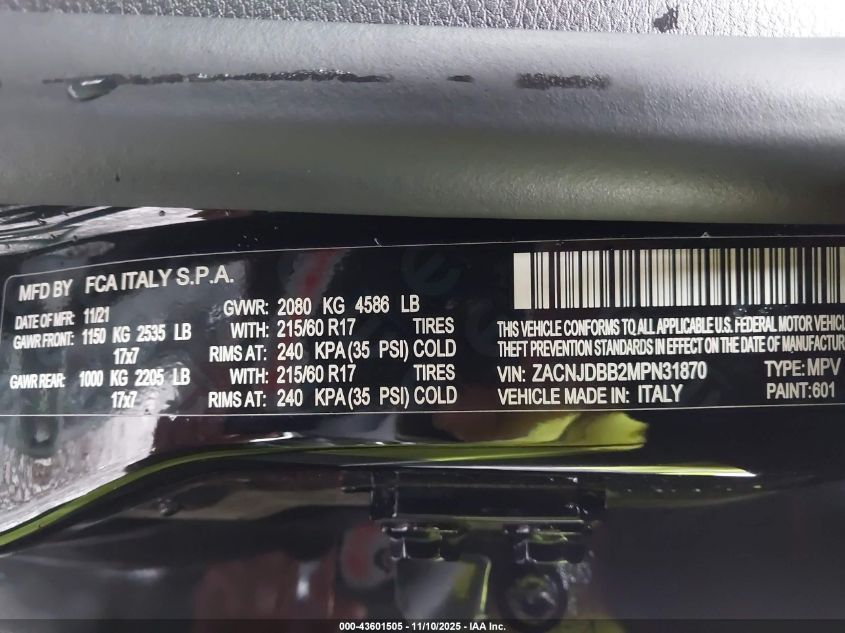 MFD BY FCA ITALY S.P.A.
DATE OF MFR: 11/21 GVWR: 2080 KG 4586 LB
GAWR FRONT: 1150 KG 2535 LB WITH: 215/60 R17 TIRES
17x7 RIMS AT: 240 KPA (35 PSI) COLD
GAWR REAR: 1000 KG 2205 LB WITH: 215/60 R17
17x7 RIMS AT: 240 KPA (35 PSI) COLD
THIS VEHICLE CONFORMS TO ALL APPLICABLE U.S. FEDERAL MOTOR
THEFT PREVENTION STANDARDS IN EFFECT ON THE DATE OF
VIN: ZACNJDBB2MPN31870 TYPE: MPV
VEHICLE MADE IN: ITALY PAINT: 601
000-43601505 - 11/10/2025 - IAA Inc.